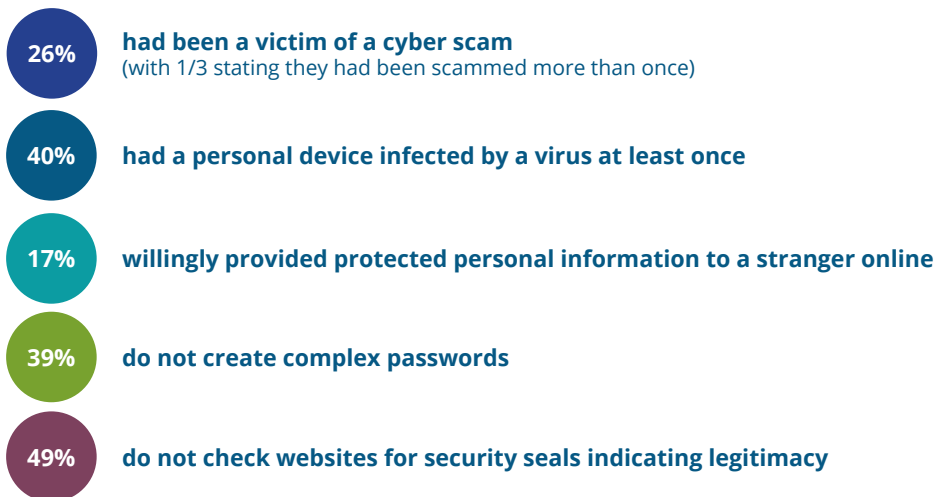 26%
had been a victim of a cyber scam
(with 1/3 stating they had been scammed more than once)
40%
had a personal device infected by a virus at least once
17%
willingly provided protected personal information to a stranger online
39%
do not create complex passwords
49%
do not check websites for security seals indicating legitimacy